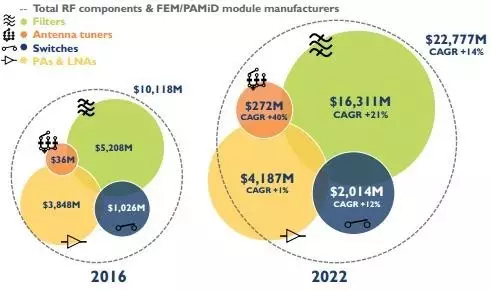 --- Total RF components & FEM/PAMiD module manufacturers
Filters
Antenna tuners
Switches
PAs & LNAs
$10,118M
$5,208M
$36M
$3,848M
$1,026M
2016
$22,777M
CAGR +14%
$16,311M
CAGR +21%
$272M
CAGR +40%
$4,187M
CAGR +1%
$2,014M
CAGR +12%
2022